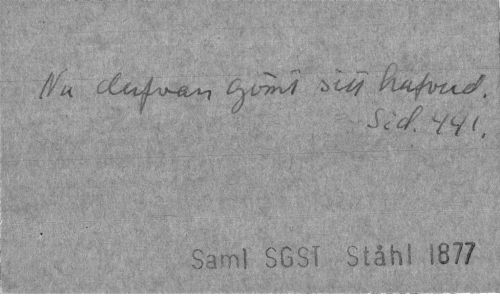 Nu dufvan gömt sitt hufvud.
Sid. 441.
Saml SGST Ståhl 1877